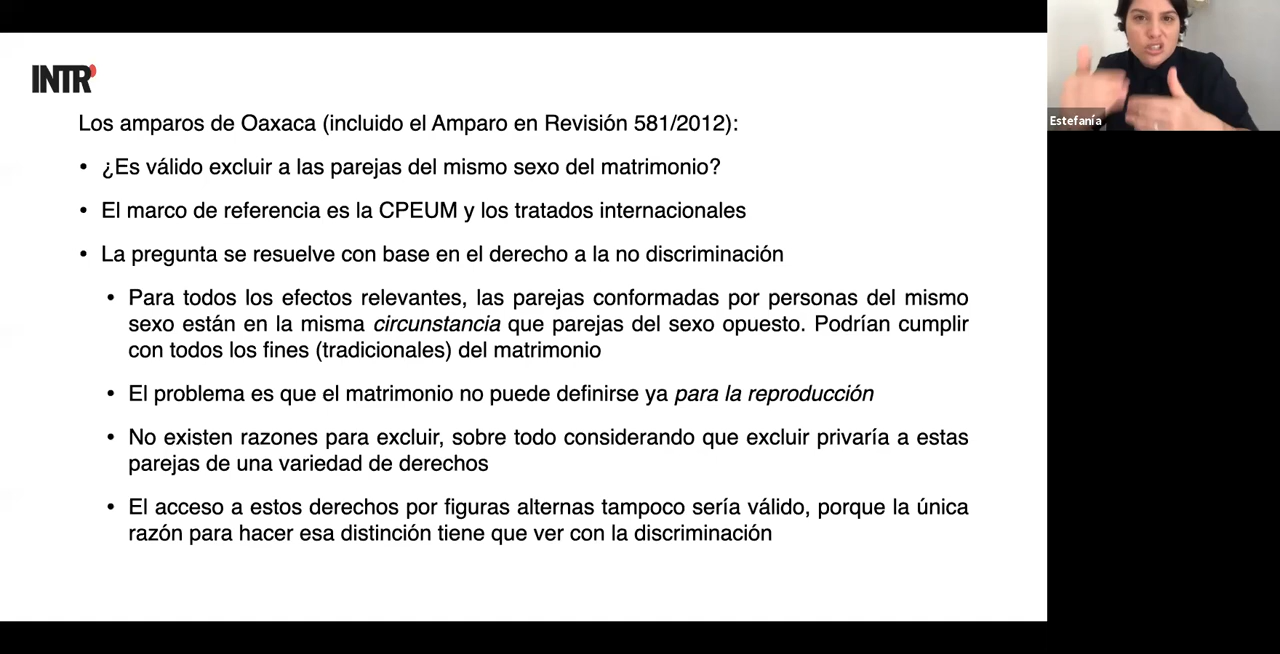 INTR'
Los amparos de Oaxaca (incluido el Amparo en Revisión 581/2012):
• ¿Es válido excluir a las parejas del mismo sexo del matrimonio?
• El marco de referencia es la CPEUM y los tratados internacionales
• La pregunta se resuelve con base en el derecho a la no discriminación
• Para todos los efectos relevantes, las parejas conformadas por personas del mismo
sexo están en la misma circunstancia que parejas del sexo opuesto. Podrían cumplir
con todos los fines (tradicionales) del matrimonio
• El problema es que el matrimonio no puede definirse ya para la reproducción
• No existen razones para excluir, sobre todo considerando que excluir privaría a estas
parejas de una variedad de derechos
• El acceso a estos derechos por figuras alternas tampoco sería válido, porque la única
razón para hacer esa distinción tiene que ver con la discriminación
Estefanía